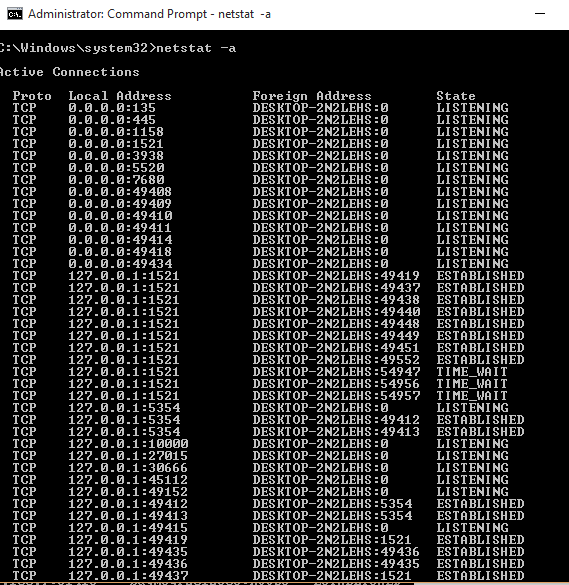 Administrator: Command Prompt - netstat -a
C:\Windows\system32>netstat -a
Active Connections
Proto Local Address Foreign Address State
TCP 0.0.0.0:135 DESKTOP-2N2LEHS:0 LISTENING
TCP 0.0.0.0:445 DESKTOP-2N2LEHS:0 LISTENING
TCP 0.0.0.0:1158 DESKTOP-2N2LEHS:0 LISTENING
TCP 0.0.0.0:1521 DESKTOP-2N2LEHS:0 LISTENING
TCP 0.0.0.0:3938 DESKTOP-2N2LEHS:0 LISTENING
TCP 0.0.0.0:5520 DESKTOP-2N2LEHS:0 LISTENING
TCP 0.0.0.0:7680 DESKTOP-2N2LEHS:0 LISTENING
TCP 0.0.0.0:49408 DESKTOP-2N2LEHS:0 LISTENING
TCP 0.0.0.0:49409 DESKTOP-2N2LEHS:0 LISTENING
TCP 0.0.0.0:49410 DESKTOP-2N2LEHS:0 LISTENING
TCP 0.0.0.0:49411 DESKTOP-2N2LEHS:0 LISTENING
TCP 0.0.0.0:49414 DESKTOP-2N2LEHS:0 LISTENING
TCP 0.0.0.0:49418 DESKTOP-2N2LEHS:0 LISTENING
TCP 0.0.0.0:49434 DESKTOP-2N2LEHS:0 LISTENING
TCP 127.0.0.1:1521 DESKTOP-2N2LEHS:49419 ESTABLISHED
TCP 127.0.0.1:1521 DESKTOP-2N2LEHS:49437 ESTABLISHED
TCP 127.0.0.1:1521 DESKTOP-2N2LEHS:49438 ESTABLISHED
TCP 127.0.0.1:1521 DESKTOP-2N2LEHS:49440 ESTABLISHED
TCP 127.0.0.1:1521 DESKTOP-2N2LEHS:49448 ESTABLISHED
TCP 127.0.0.1:1521 DESKTOP-2N2LEHS:49449 ESTABLISHED
TCP 127.0.0.1:1521 DESKTOP-2N2LEHS:49451 ESTABLISHED
TCP 127.0.0.1:1521 DESKTOP-2N2LEHS:49552 ESTABLISHED
TCP 127.0.0.1:1521 DESKTOP-2N2LEHS:54947 TIME_WAIT
TCP 127.0.0.1:1521 DESKTOP-2N2LEHS:54956 TIME_WAIT
TCP 127.0.0.1:1521 DESKTOP-2N2LEHS:54957 TIME_WAIT
TCP 127.0.0.1:5354 DESKTOP-2N2LEHS:0 LISTENING
TCP 127.0.0.1:5354 DESKTOP-2N2LEHS:49412 ESTABLISHED
TCP 127.0.0.1:5354 DESKTOP-2N2LEHS:49413 ESTABLISHED
TCP 127.0.0.1:10000 DESKTOP-2N2LEHS:0 LISTENING
TCP 127.0.0.1:27015 DESKTOP-2N2LEHS:0 LISTENING
TCP 127.0.0.1:30666 DESKTOP-2N2LEHS:0 LISTENING
TCP 127.0.0.1:45112 DESKTOP-2N2LEHS:0 LISTENING
TCP 127.0.0.1:49152 DESKTOP-2N2LEHS:0 LISTENING
TCP 127.0.0.1:49412 DESKTOP-2N2LEHS:5354 ESTABLISHED
TCP 127.0.0.1:49413 DESKTOP-2N2LEHS:5354 ESTABLISHED
TCP 127.0.0.1:49415 DESKTOP-2N2LEHS:0 LISTENING
TCP 127.0.0.1:49419 DESKTOP-2N2LEHS:1521 ESTABLISHED
TCP 127.0.0.1:49435 DESKTOP-2N2LEHS:49436 ESTABLISHED
TCP 127.0.0.1:49436 DESKTOP-2N2LEHS:49435 ESTABLISHED
TCP 127.0.0.1:49437 DESKTOP-2N2LEHS:1521 ESTABLISHED